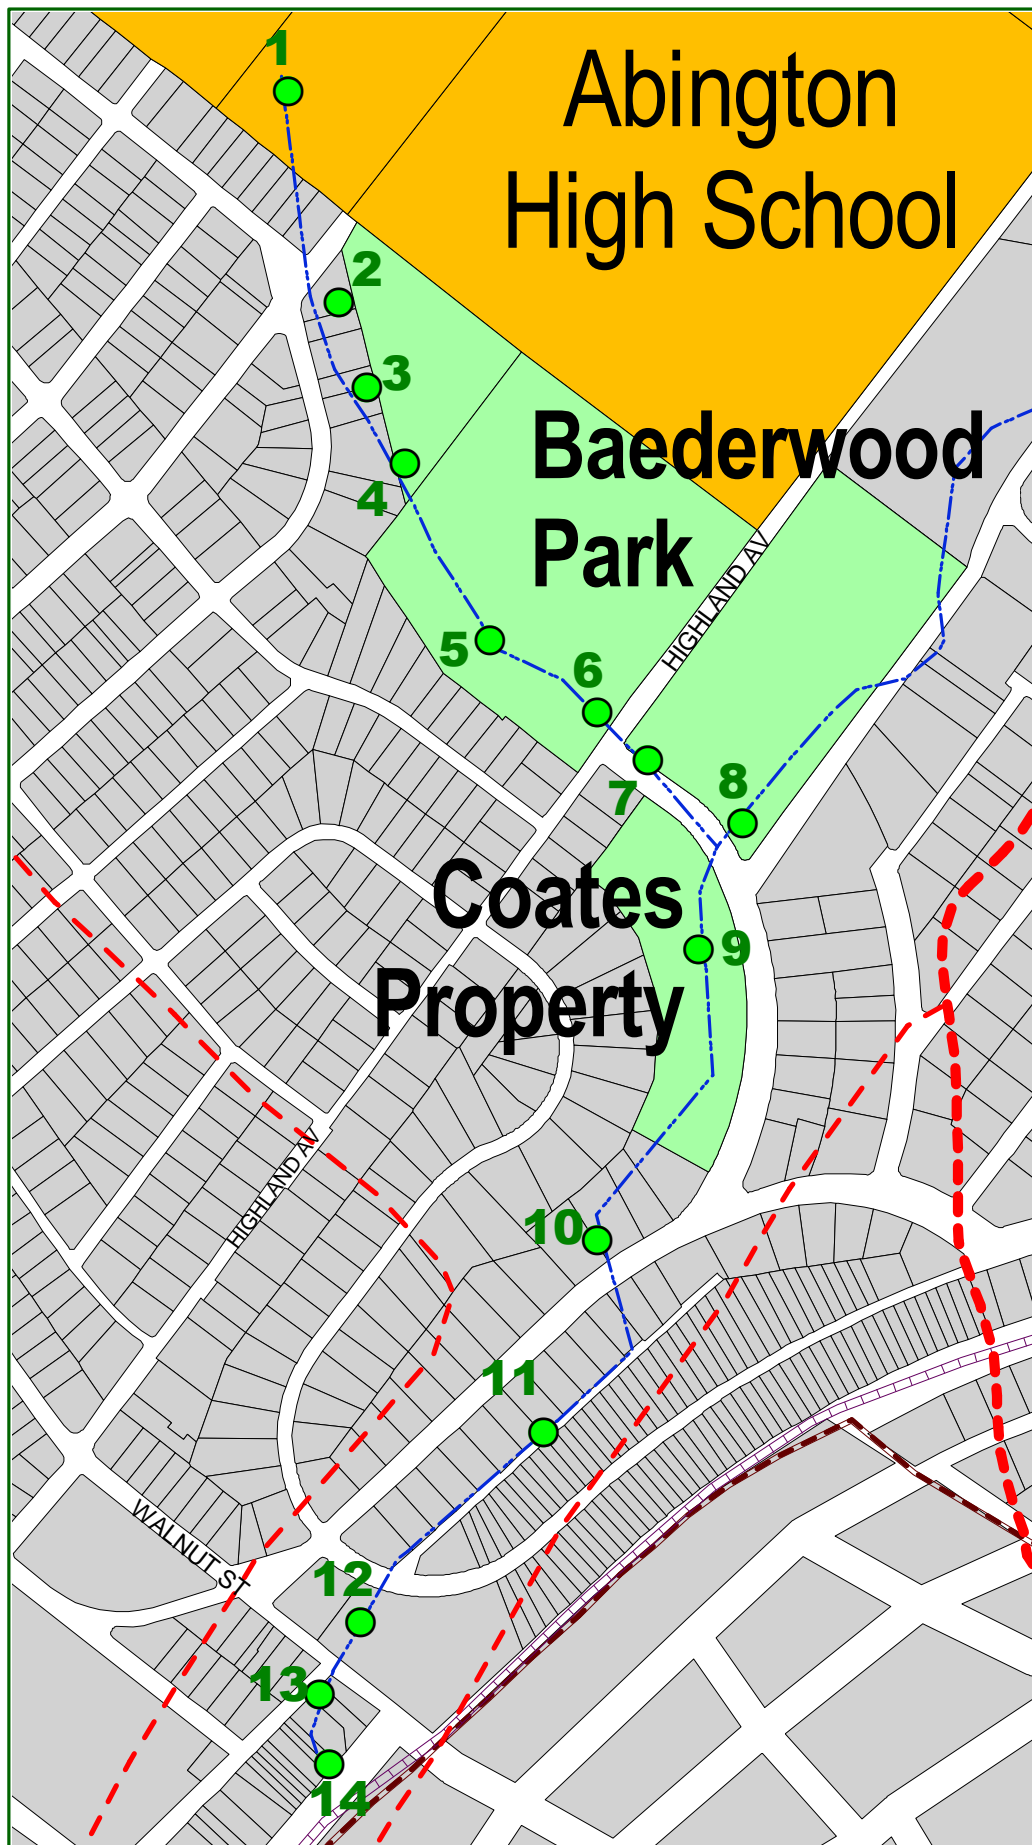 1
Abington
High School
2
3
Baederwood
4
Park
HIGHLAND AV
5
6
7
8
Coates
9
Property
HIGHLAND AV
10
11
WALNUT ST
12
13
14